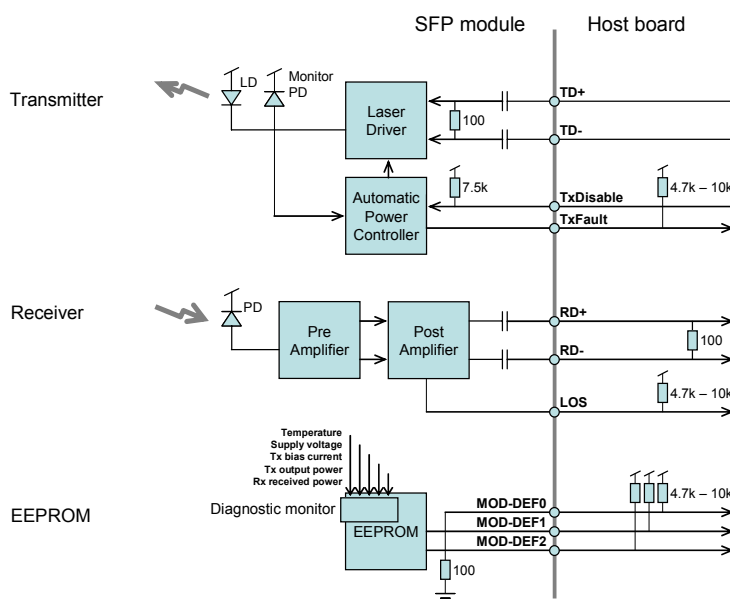 SFP module
Host board
Transmitter
LD
Monitor
PD
Laser
Driver
100
TD+
TD-
Automatic
Power
Controller
7.5k
4.7k – 10k
TxDisable
TxFault
Receiver
PD
Pre
Amplifier
Post
Amplifier
RD+
RD-
100
4.7k – 10k
LOS
Temperature
Supply voltage
Tx bias current
Tx output power
Rx received power
EEPROM
Diagnostic monitor
EEPROM
MOD-DEF0
MOD-DEF1
MOD-DEF2
4.7k – 10k
100